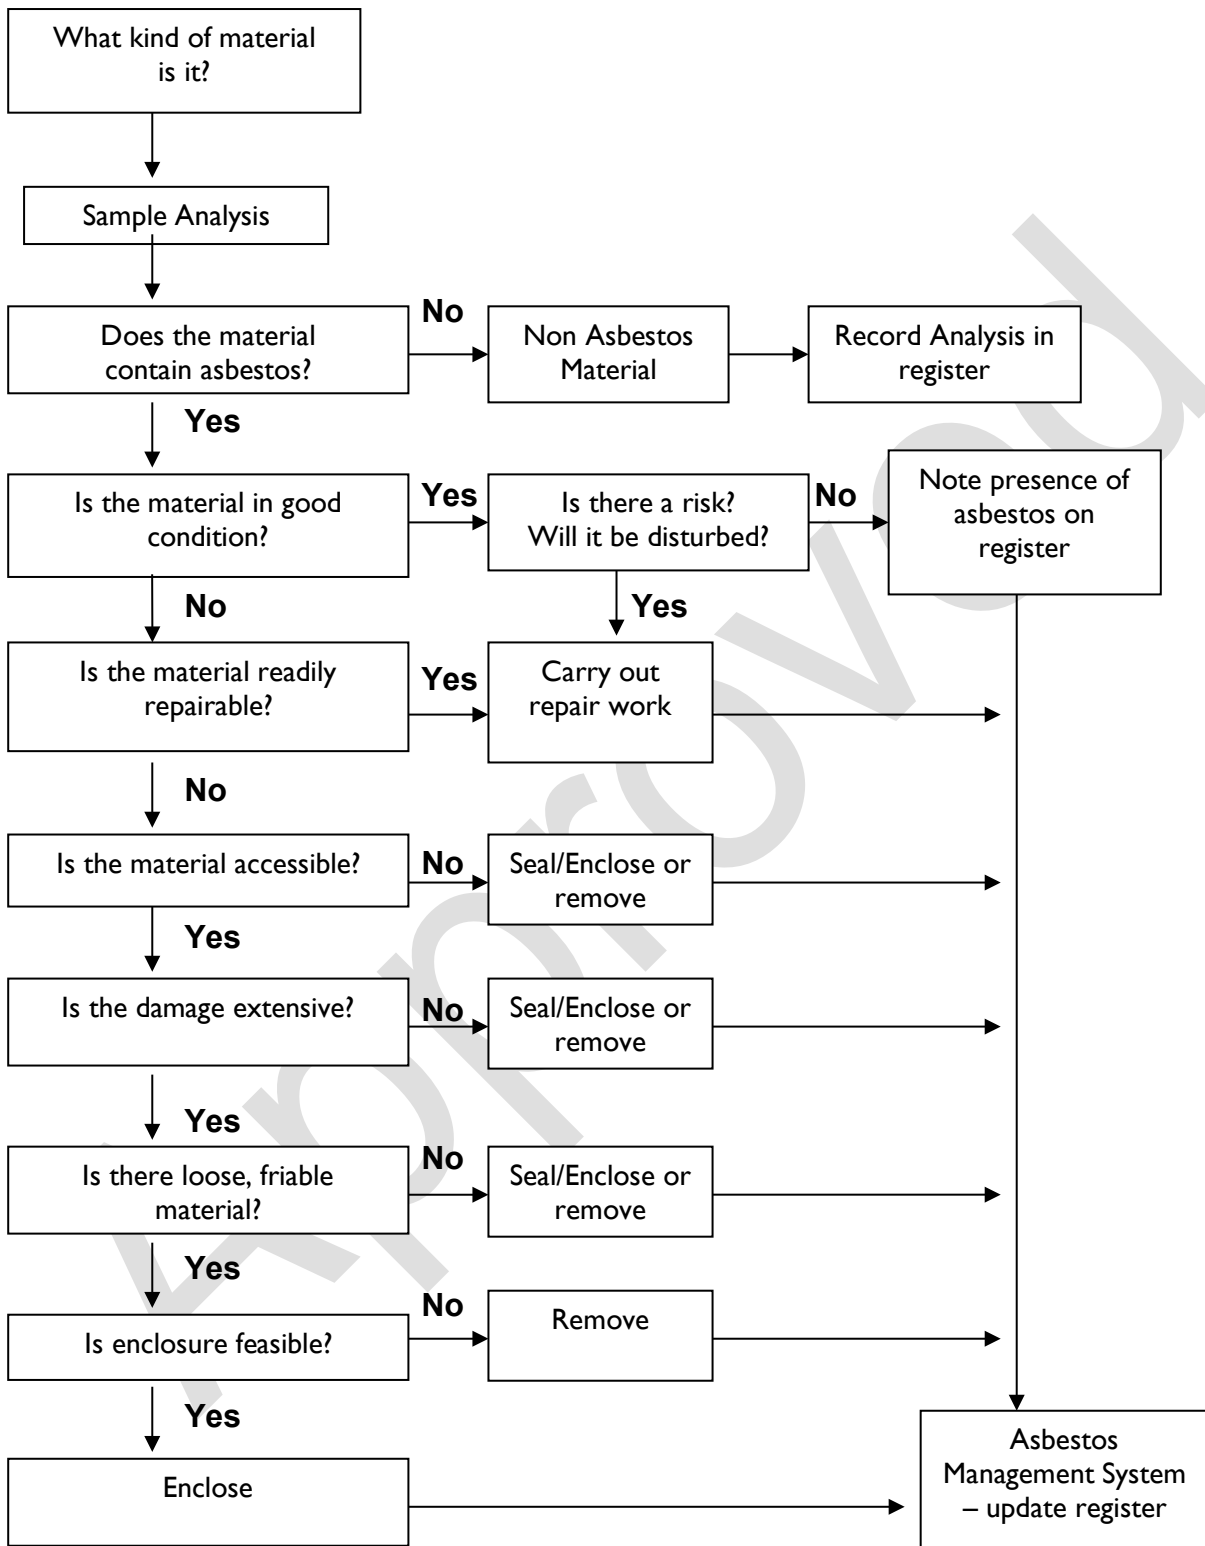 What kind of material
is it?
Sample Analysis
Does the material
contain asbestos?
No
Non Asbestos
Material
Record Analysis in
register
Yes
Is the material in good
condition?
Yes
Is there a risk?
Will it be disturbed?
No
Note presence of
asbestos on
register
No
Yes
Is the material readily
repairable?
Yes
Carry out
repair work
No
Is the material accessible?
No
Seal/Enclose or
remove
Yes
Is the damage extensive?
No
Seal/Enclose or
remove
Yes
Is there loose, friable
material?
No
Seal/Enclose or
remove
Yes
Is enclosure feasible?
No
Remove
Yes
Enclose
Asbestos
Management System
– update register
Approved